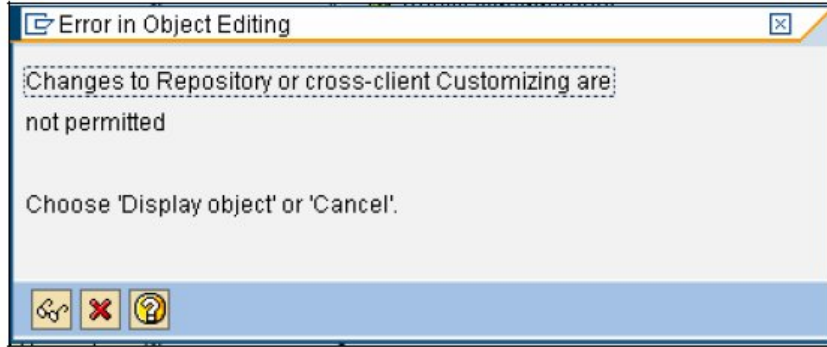 Error in Object Editing
Changes to Repository or cross-client Customizing are
not permitted
Choose 'Display object' or 'Cancel'.